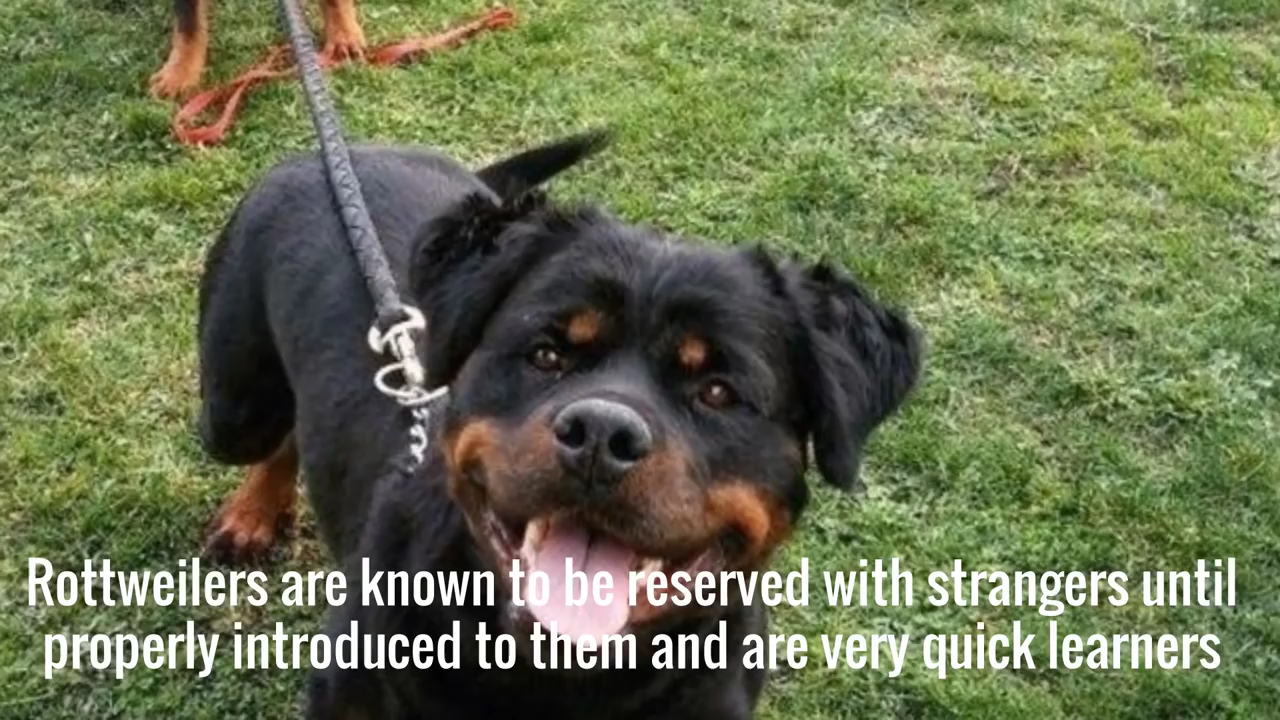 Rottweilers are known to be reserved with strangers until
properly introduced to them and are very quick learners